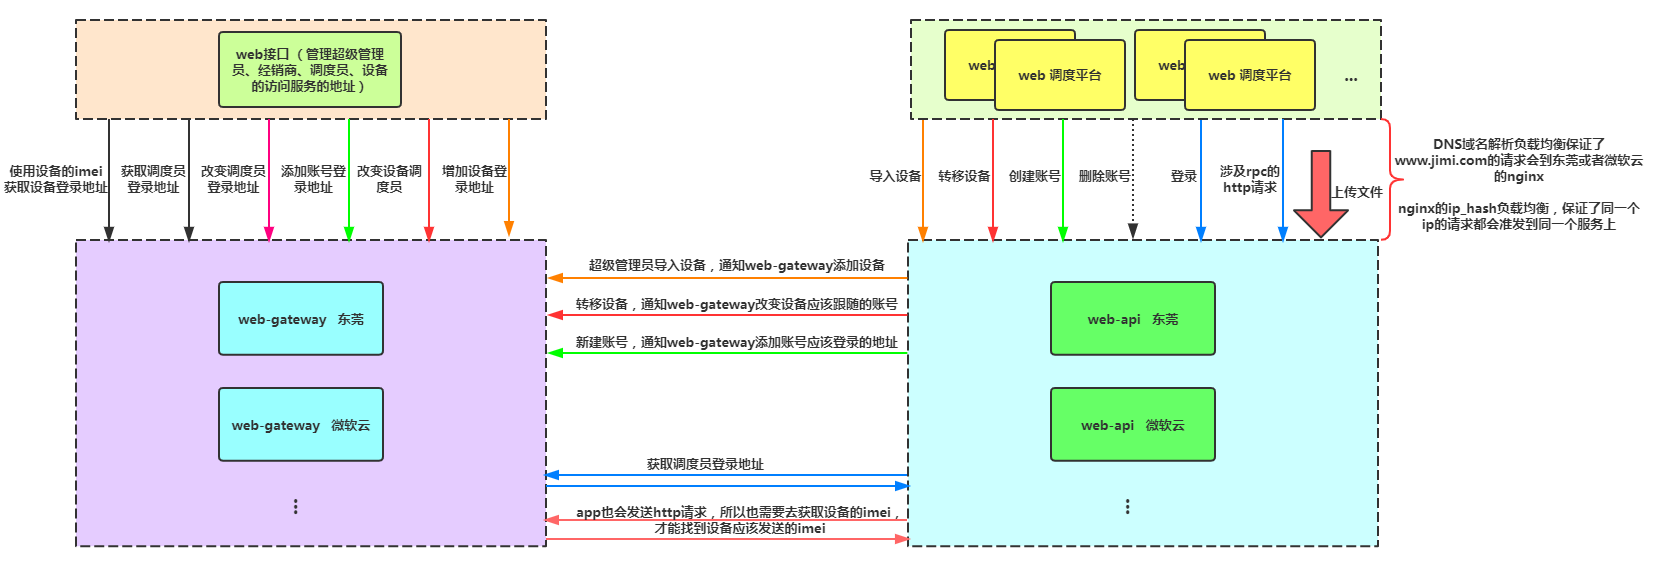 web接口（管理超级管理
员、经销商、调度员、设备
的访问服务的地址）
web
web 调度平台
web
web 调度平台
...
使用设备的imei
获取设备登录地址
获取调度员
登录地址
改变调度员
登录地址
添加账号登
录地址
改变设备调
度员
增加设备登
录地址
导入设备
转移设备
创建账号
删除账号
登录
涉及rpc的
http请求
上传文件
DNS域名解析负载均衡保证了
www.jimi.com的请求会到东莞或者微软云
的nginx
nginx的ip_hash负载均衡，保证了同一个
ip的请求都会准发到同一个服务上
超级管理员导入设备，通知web-gateway添加设备
转移设备，通知web-gateway改变设备应该跟随的账号
新建账号，通知web-gateway添加账号应该登录的地址
web-gateway 东莞
web-api 东莞
web-gateway 微软云
web-api 微软云
获取调度员登录地址
...
...
app也会发送http请求，所以也需要去获取设备的imei，
才能找到设备应该发送的imei